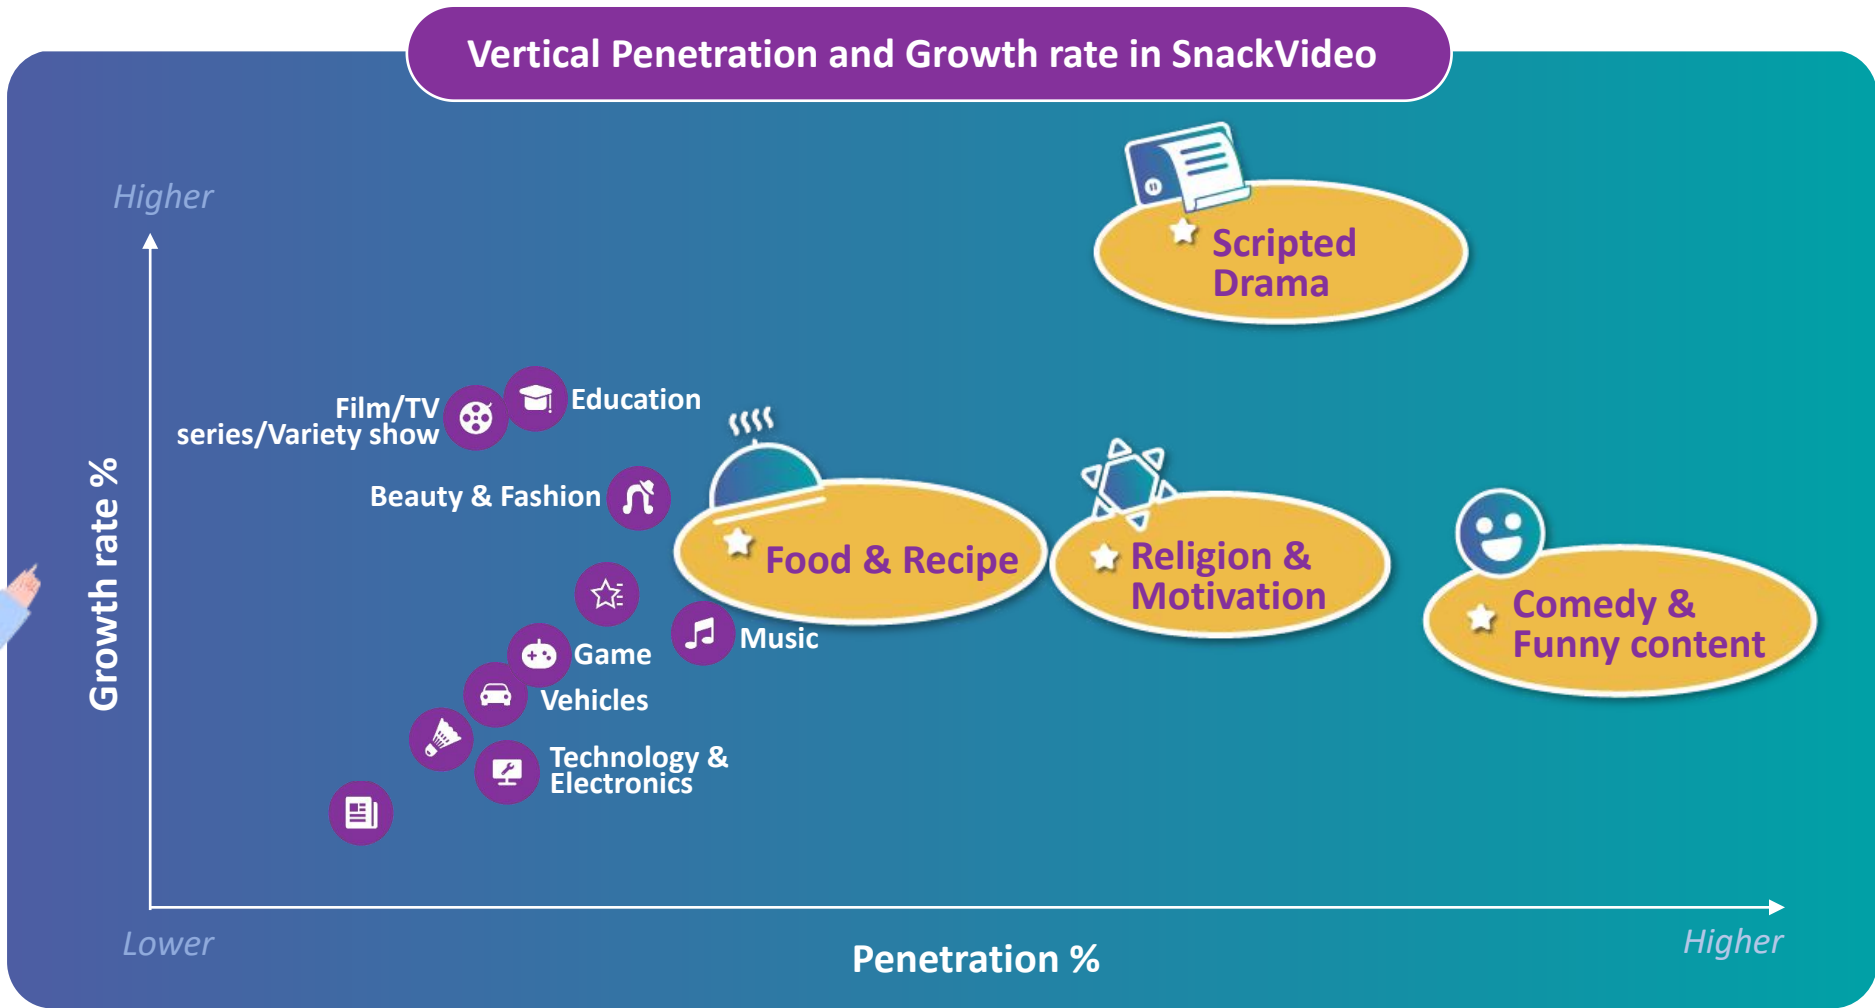 Vertical Penetration and Growth rate in SnackVideo
Higher
Scripted
Drama
Film/TV
series/Variety show
Education
Beauty & Fashion
Food & Recipe
Religion &
Motivation
Comedy &
Funny content
Music
Game
Vehicles
Technology &
Electronics
Growth rate %
Lower
Penetration %
Higher